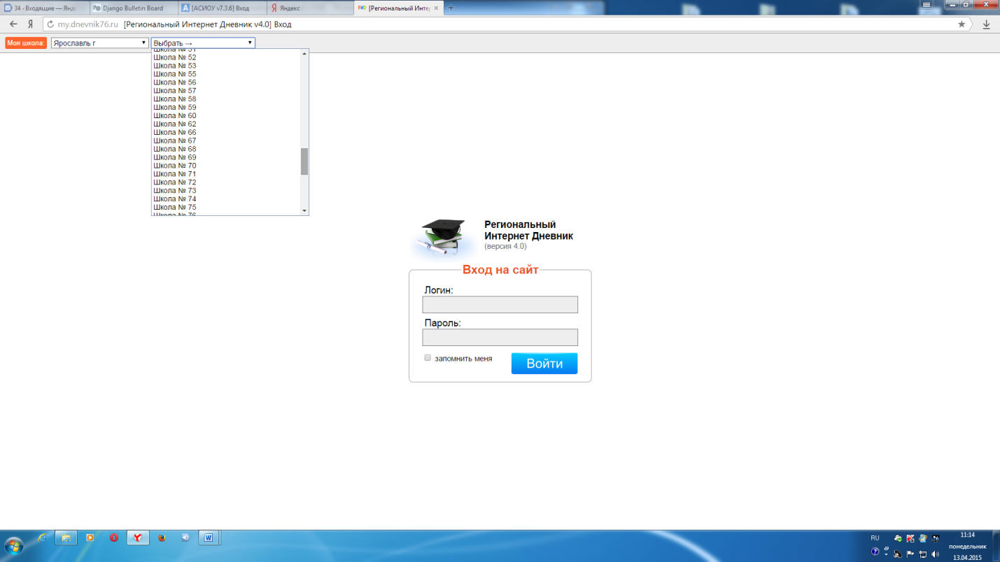 34 - Входящие — Янд
Django Bulletin Board
[АСИОУ v7.3.6] Вход
Яндекс
[Региональный Интер
my.dnevnik76.ru [Региональный Интернет Дневник v4.0] Вход
Моя школа: Ярославль г Выбрать →
Школа № 51
Школа № 52
Школа № 53
Школа № 55
Школа № 56
Школа № 57
Школа № 58
Школа № 59
Школа № 60
Школа № 62
Школа № 66
Школа № 67
Школа № 68
Школа № 69
Школа № 70
Школа № 71
Школа № 72
Школа № 73
Школа № 74
Школа № 75
Школа № 76
Региональный
Интернет Дневник
(версия 4.0)
Вход на сайт
Логин:
Пароль:
запомнить меня
Войти
RU
11:14
понедельник
13.04.2015